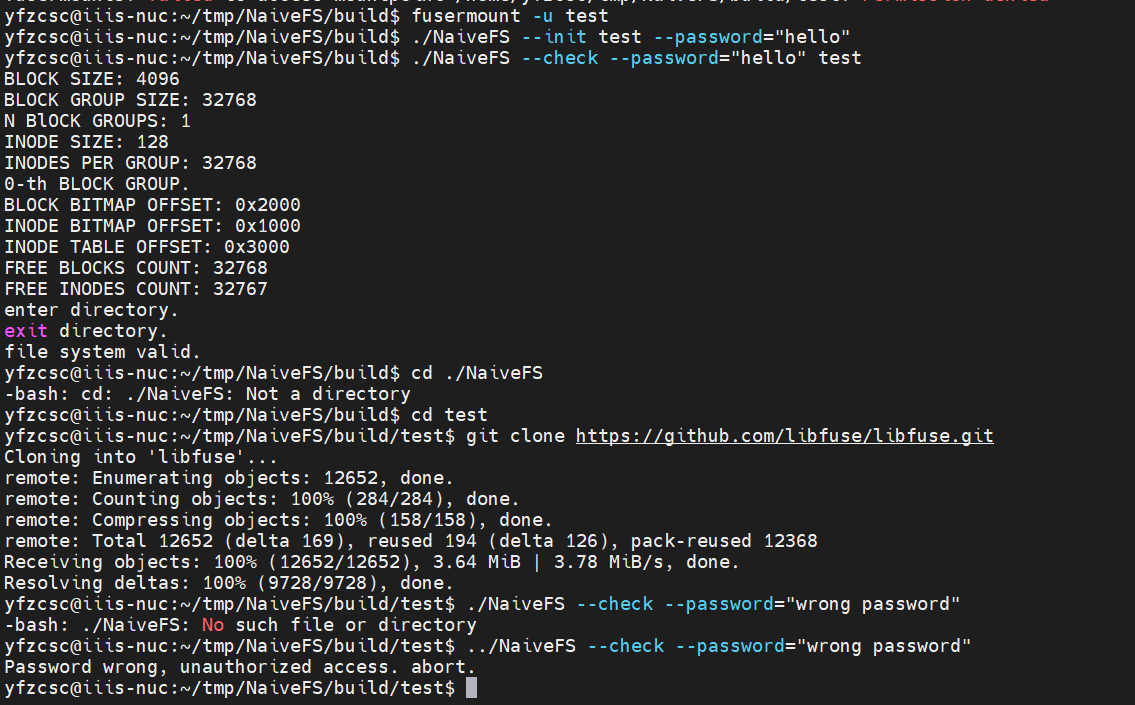 yfzcsc@iiis-nuc:~/tmp/NaiveFS/build$ fusermount -u test
yfzcsc@iiis-nuc:~/tmp/NaiveFS/build$ ./NaiveFS --init test --password="hello"
yfzcsc@iiis-nuc:~/tmp/NaiveFS/build$ ./NaiveFS --check --password="hello" test
BLOCK SIZE: 4096
BLOCK GROUP SIZE: 32768
N BlOCK GROUPS: 1
INODE SIZE: 128
INODES PER GROUP: 32768
0-th BLOCK GROUP.
BLOCK BITMAP OFFSET: 0x2000
INODE BITMAP OFFSET: 0x1000
INODE TABLE OFFSET: 0x3000
FREE BLOCKS COUNT: 32768
FREE INODES COUNT: 32767
enter directory.
exit directory.
file system valid.
yfzcsc@iiis-nuc:~/tmp/NaiveFS/build$ cd ./NaiveFS
-bash: cd: ./NaiveFS: Not a directory
yfzcsc@iiis-nuc:~/tmp/NaiveFS/build$ cd test
yfzcsc@iiis-nuc:~/tmp/NaiveFS/build/test$ git clone https://github.com/libfuse/libfuse.git
Cloning into 'libfuse'...
remote: Enumerating objects: 12652, done.
remote: Counting objects: 100% (284/284), done.
remote: Compressing objects: 100% (158/158), done.
remote: Total 12652 (delta 169), reused 194 (delta 126), pack-reused 12368
Receiving objects: 100% (12652/12652), 3.64 MiB | 3.78 MiB/s, done.
Resolving deltas: 100% (9728/9728), done.
yfzcsc@iiis-nuc:~/tmp/NaiveFS/build/test$ ./NaiveFS --check --password="wrong password"
-bash: ./NaiveFS: No such file or directory
yfzcsc@iiis-nuc:~/tmp/NaiveFS/build/test$ ../NaiveFS --check --password="wrong password"
Password wrong, unauthorized access. abort.
yfzcsc@iiis-nuc:~/tmp/NaiveFS/build/test$